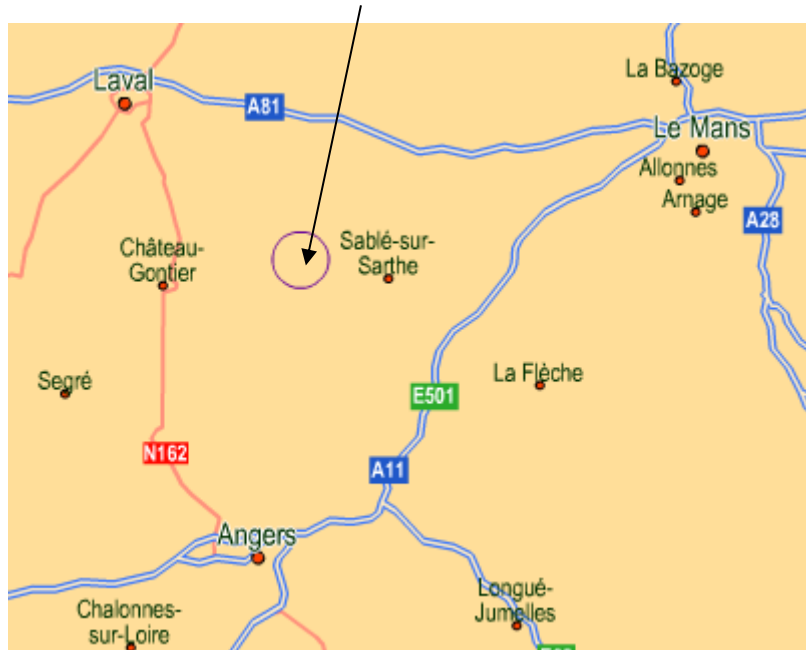 La Bazoge
Laval
A81
Le Mans
Allonnes
Arnage
A28
Château-
Gontier
Sablé-sur-
Sarthe
La Flèche
Segré
E501
N162
A11
Angers
Longué-
Jumelles
Chalonnes-
sur-Loire